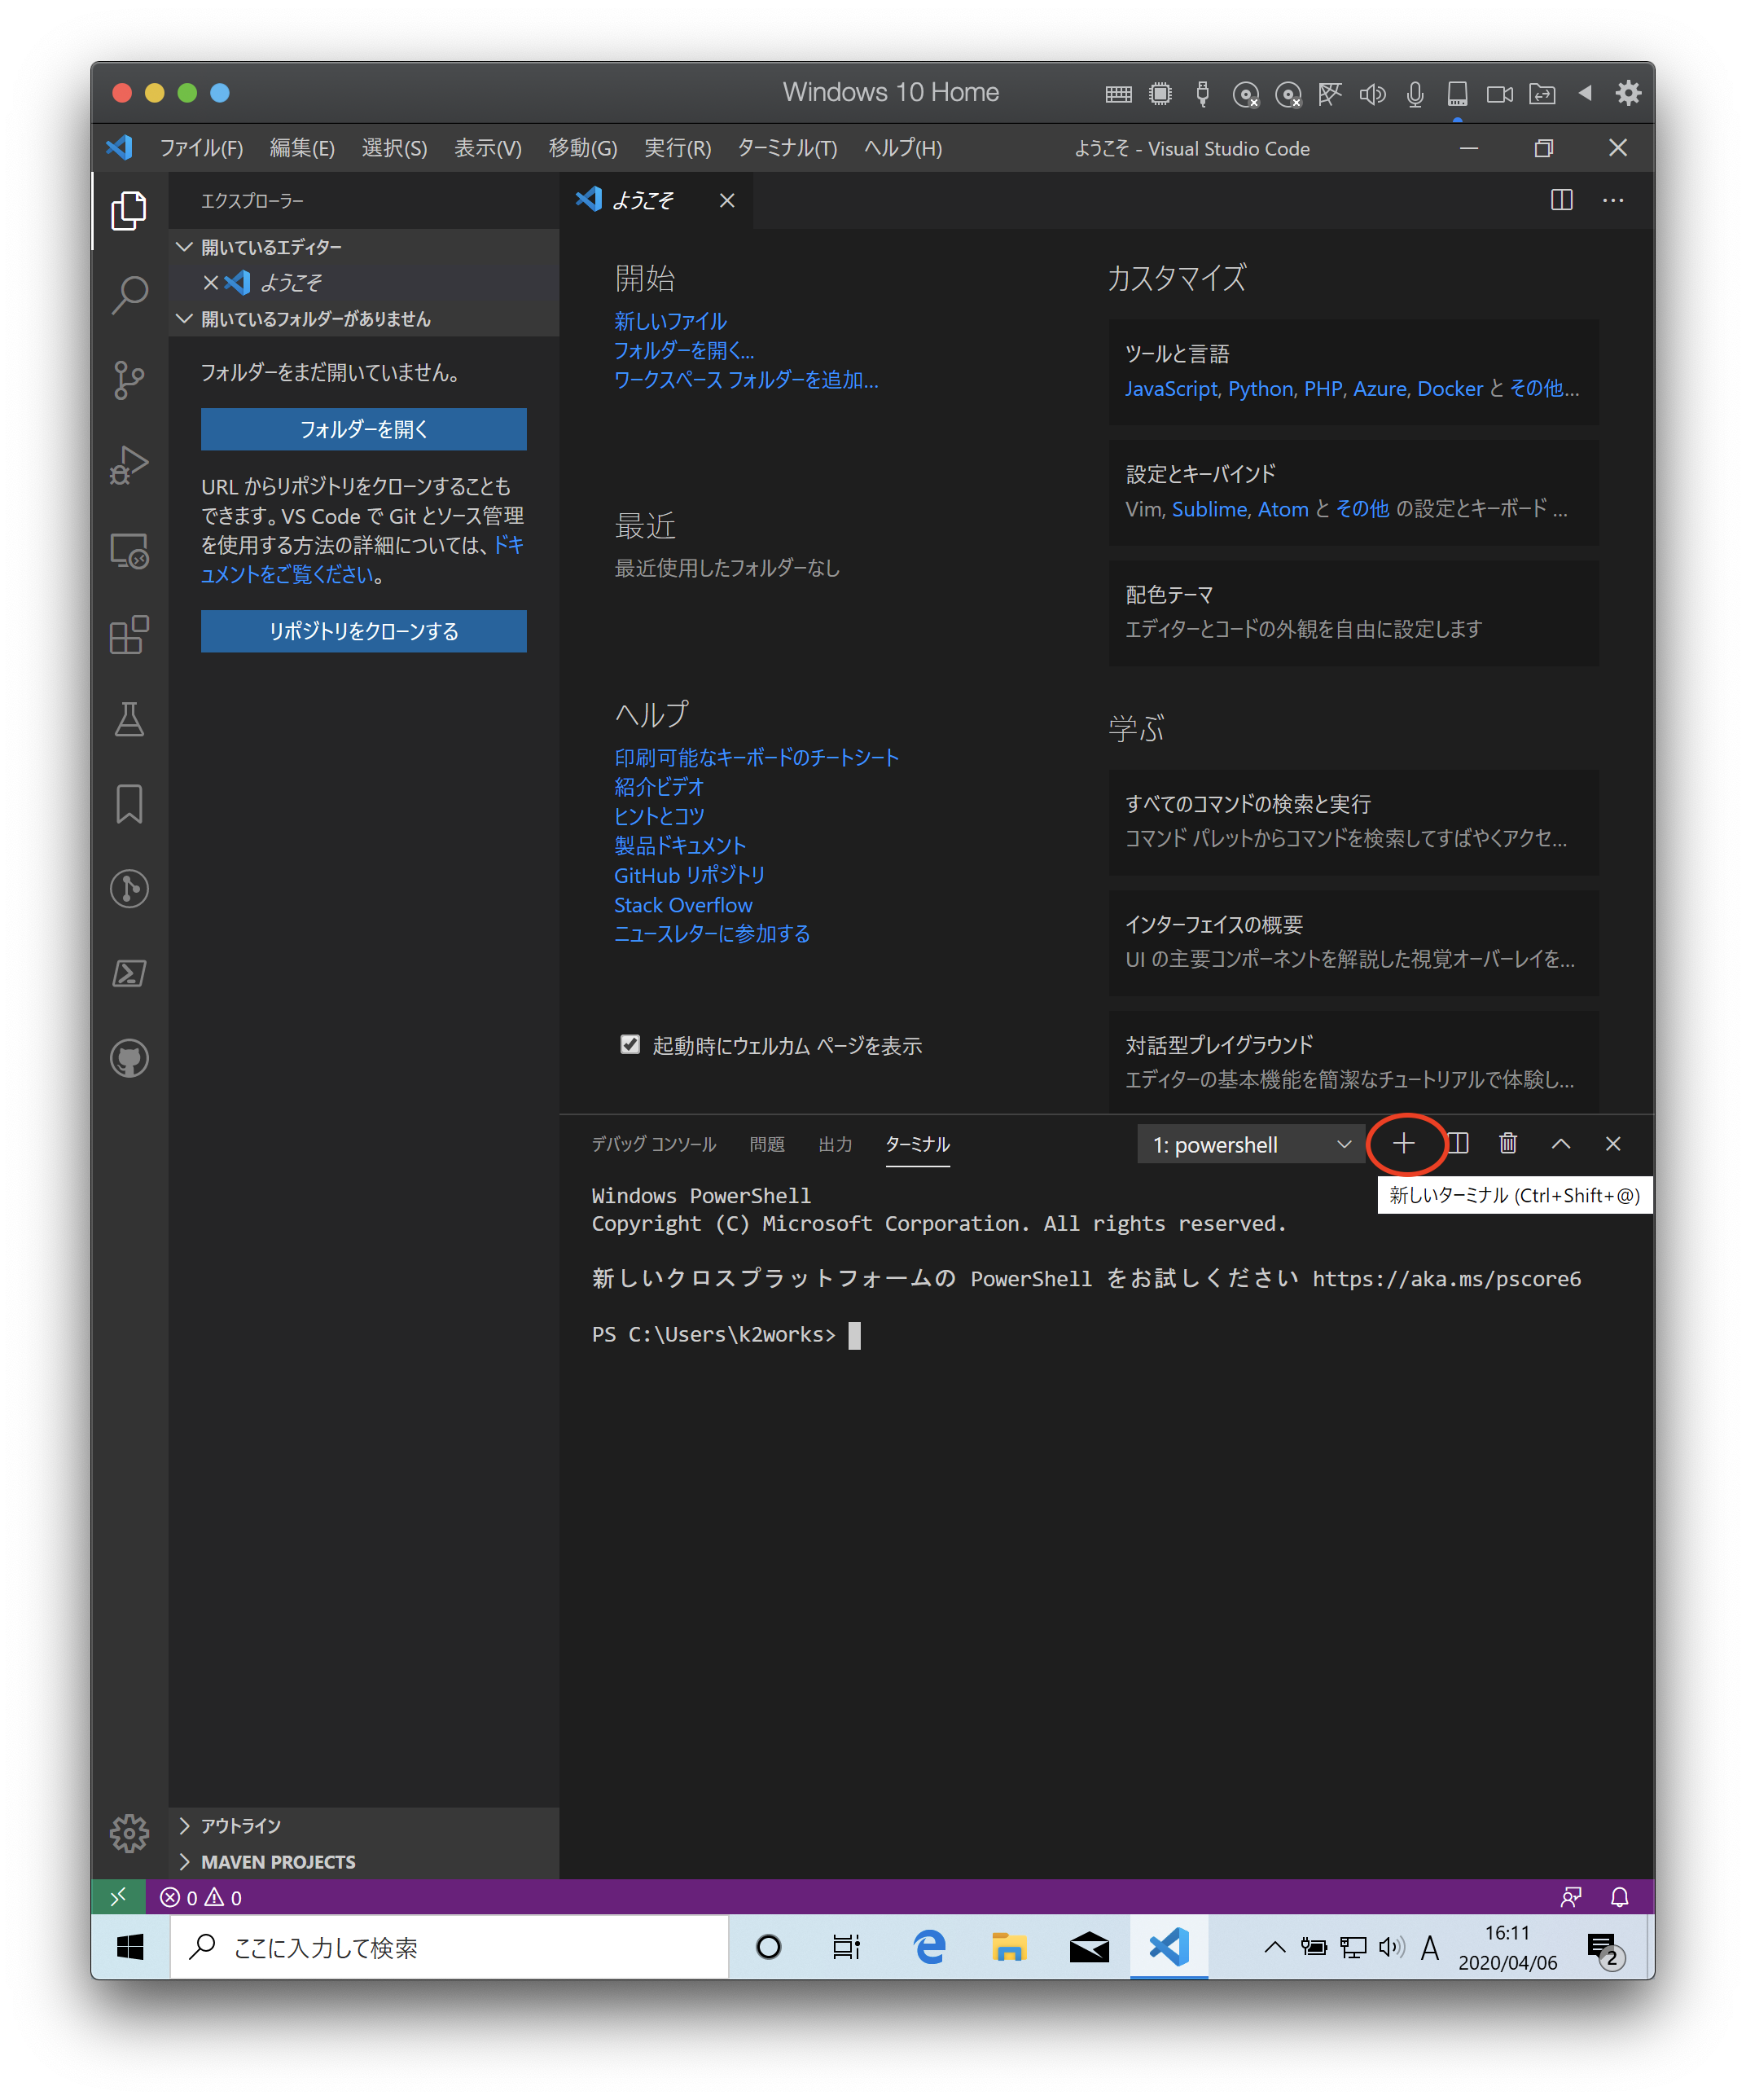 Windows 10 Home
ファイル(F) 編集(E) 選択(S) 表示(V) 移動(G) 実行(R) ターミナル(T) ヘルプ(H) ようこそ - Visual Studio Code
エクスプローラー
開いているエディター
ようこそ
開いているフォルダーがありません
フォルダーをまだ開いていません。
フォルダーを開く
URL からリポジトリをクローンすることも
できます。VS Code で Git とソース管理
を使用する方法の詳細については、ドキ
ュメントをご覧ください。
リポジトリをクローンする
アウトライン
MAVEN PROJECTS
ようこそ
開始
新しいファイル
フォルダーを開く...
ワークスペース フォルダーを追加...
最近
最近使用したフォルダーなし
ヘルプ
印刷可能なキーボードのチートシート
紹介ビデオ
ヒントとコツ
製品ドキュメント
GitHub リポジトリ
Stack Overflow
ニュースレターに参加する
起動時にウェルカム ページを表示
カスタマイズ
ツールと言語
JavaScript, Python, PHP, Azure, Docker と その他...
設定とキーバインド
Vim, Sublime, Atom と その他 の設定とキーボード ...
配色テーマ
エディターとコードの外観を自由に設定します
学ぶ
すべてのコマンドの検索と実行
コマンド パレットからコマンドを検索してすばやくアクセ...
インターフェイスの概要
UI の主要コンポーネントを解説した視覚オーバーレイを...
対話型プレイグラウンド
エディターの基本機能を簡潔なチュートリアルで体験し...
デバッグ コンソール 問題 出力 ターミナル 1: powershell
新しいターミナル (Ctrl+Shift+@)
Windows PowerShell
Copyright (C) Microsoft Corporation. All rights reserved.
新しいクロスプラットフォームの PowerShell をお試しください https://aka.ms/pscore6
PS C:\Users\k2works>
0 0
ここに入力して検索
A
16:11
2020/04/06
2